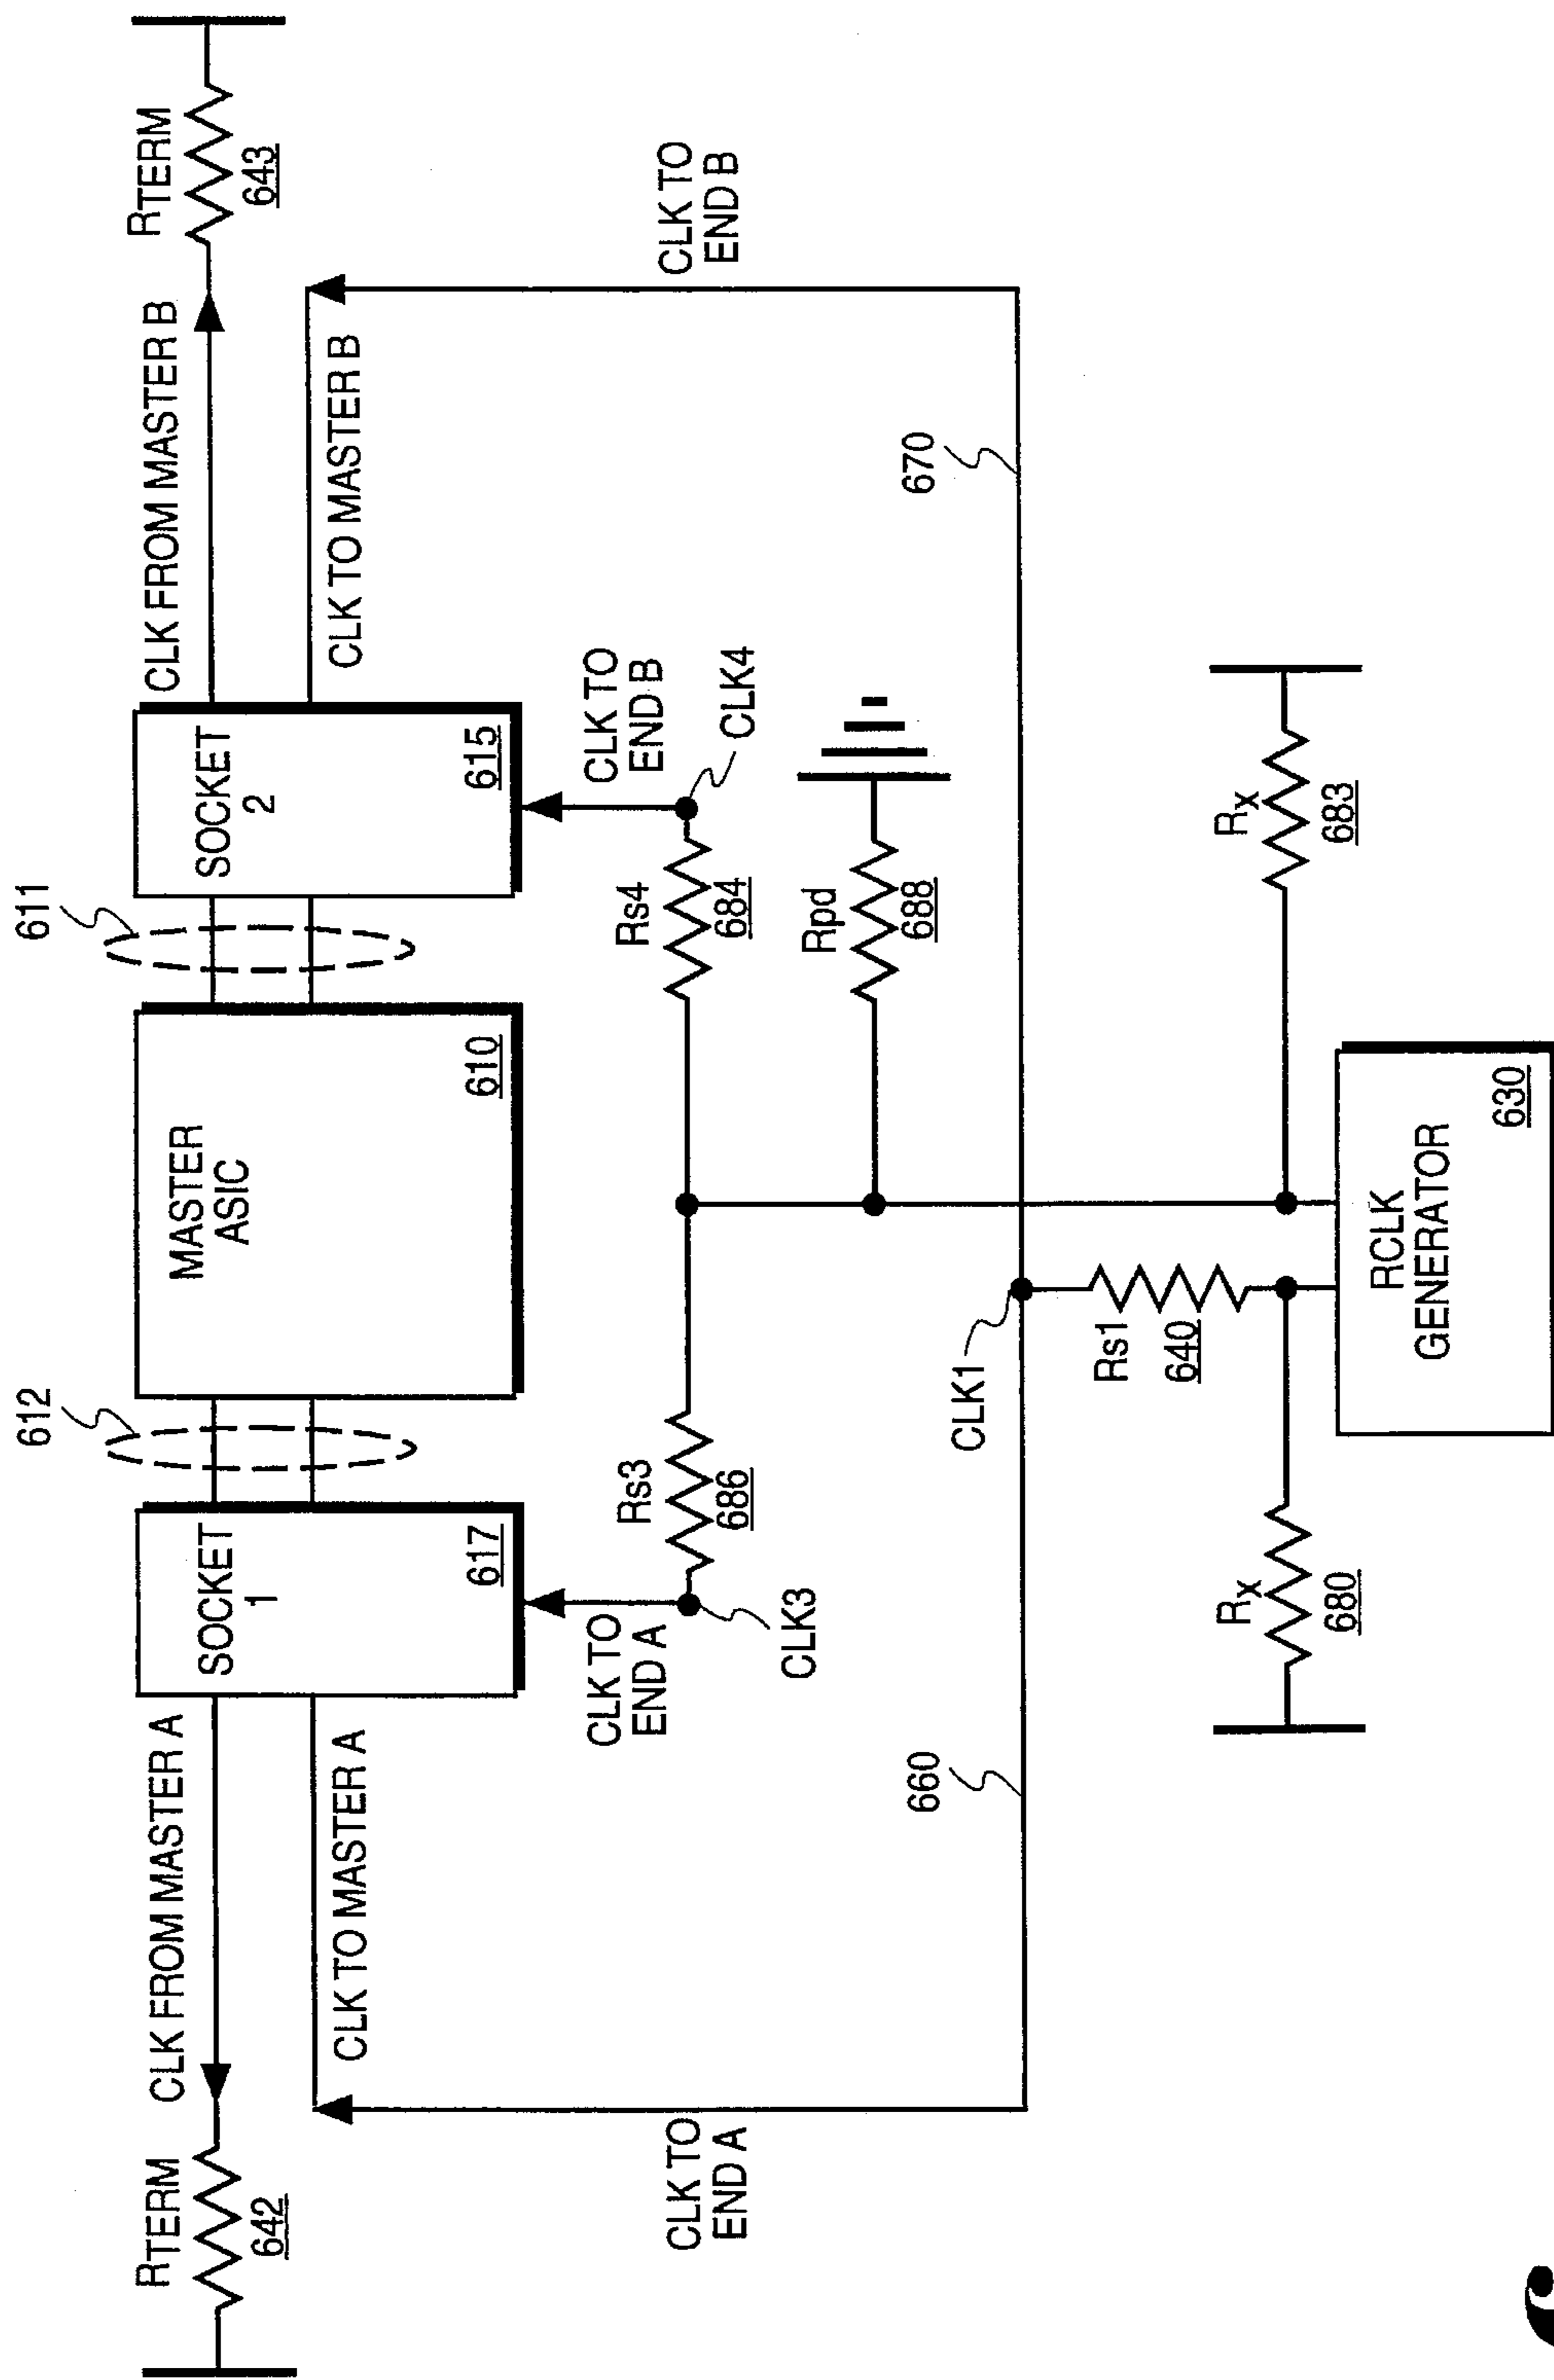 611
612
RTERM
643
CLK FROM MASTER B
CLK TO MASTER B
CLK TO
END B
SOCKET
2
615
MASTER
ASIC
610
SOCKET
1
617
CLK FROM MASTER A
CLK TO MASTER A
RTERM
642
CLK TO
END A
CLK TO
END B
CLK4
Rs4
684
Rpd
688
Rs3
686
CLK TO
END A
CLK3
670
660
CLK1
Rs1
640
Rx
683
Rx
680
RCLK
GENERATOR
630